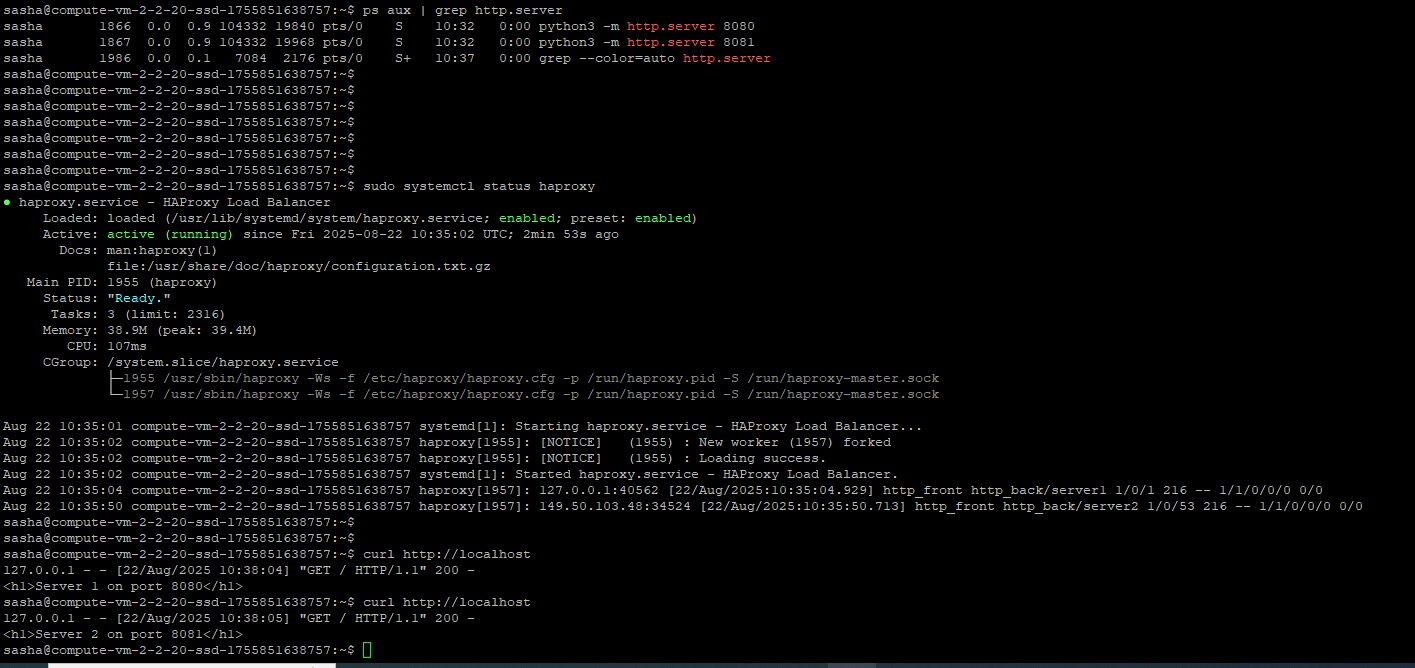 sasha@compute-vm-2-2-20-ssd-1755851638757:~$ ps aux | grep http.server
sasha       1866  0.0  0.9 104332 19840 pts/0    S    10:32   0:00 python3 -m http.server 8080
sasha       1867  0.0  0.9 104332 19968 pts/0    S    10:32   0:00 python3 -m http.server 8081
sasha       1986  0.0  0.1   7084  2176 pts/0    S+   10:37   0:00 grep --color=auto http.server
sasha@compute-vm-2-2-20-ssd-1755851638757:~$
sasha@compute-vm-2-2-20-ssd-1755851638757:~$
sasha@compute-vm-2-2-20-ssd-1755851638757:~$
sasha@compute-vm-2-2-20-ssd-1755851638757:~$
sasha@compute-vm-2-2-20-ssd-1755851638757:~$
sasha@compute-vm-2-2-20-ssd-1755851638757:~$
sasha@compute-vm-2-2-20-ssd-1755851638757:~$
sasha@compute-vm-2-2-20-ssd-1755851638757:~$ sudo systemctl status haproxy
● haproxy.service - HAProxy Load Balancer
     Loaded: loaded (/usr/lib/systemd/system/haproxy.service; enabled; preset: enabled)
     Active: active (running) since Fri 2025-08-22 10:35:02 UTC; 2min 53s ago
       Docs: man:haproxy(1)
             file:/usr/share/doc/haproxy/configuration.txt.gz
   Main PID: 1955 (haproxy)
     Status: "Ready."
      Tasks: 3 (limit: 2316)
     Memory: 38.9M (peak: 39.4M)
        CPU: 107ms
     CGroup: /system.slice/haproxy.service
             ├─1955 /usr/sbin/haproxy -Ws -f /etc/haproxy/haproxy.cfg -p /run/haproxy.pid -S /run/haproxy-master.sock
             └─1957 /usr/sbin/haproxy -Ws -f /etc/haproxy/haproxy.cfg -p /run/haproxy.pid -S /run/haproxy-master.sock
Aug 22 10:35:01 compute-vm-2-2-20-ssd-1755851638757 systemd[1]: Starting haproxy.service - HAProxy Load Balancer...
Aug 22 10:35:02 compute-vm-2-2-20-ssd-1755851638757 haproxy[1955]: [NOTICE]   (1955) : New worker (1957) forked
Aug 22 10:35:02 compute-vm-2-2-20-ssd-1755851638757 haproxy[1955]: [NOTICE]   (1955) : Loading success.
Aug 22 10:35:02 compute-vm-2-2-20-ssd-1755851638757 systemd[1]: Started haproxy.service - HAProxy Load Balancer.
Aug 22 10:35:04 compute-vm-2-2-20-ssd-1755851638757 haproxy[1957]: 127.0.0.1:40562 [22/Aug/2025:10:35:04.929] http_front http_back/server1 1/0/1 216 -- 1/1/0/0/0 0/0
Aug 22 10:35:50 compute-vm-2-2-20-ssd-1755851638757 haproxy[1957]: 149.50.103.48:34524 [22/Aug/2025:10:35:50.713] http_front http_back/server2 1/0/53 216 -- 1/1/0/0/0 0/0
sasha@compute-vm-2-2-20-ssd-1755851638757:~$
sasha@compute-vm-2-2-20-ssd-1755851638757:~$
sasha@compute-vm-2-2-20-ssd-1755851638757:~$ curl http://localhost
127.0.0.1 - - [22/Aug/2025 10:38:04] "GET / HTTP/1.1" 200 -
<h1>Server 1 on port 8080</h1>
sasha@compute-vm-2-2-20-ssd-1755851638757:~$ curl http://localhost
127.0.0.1 - - [22/Aug/2025 10:38:05] "GET / HTTP/1.1" 200 -
<h1>Server 2 on port 8081</h1>
sasha@compute-vm-2-2-20-ssd-1755851638757:~$